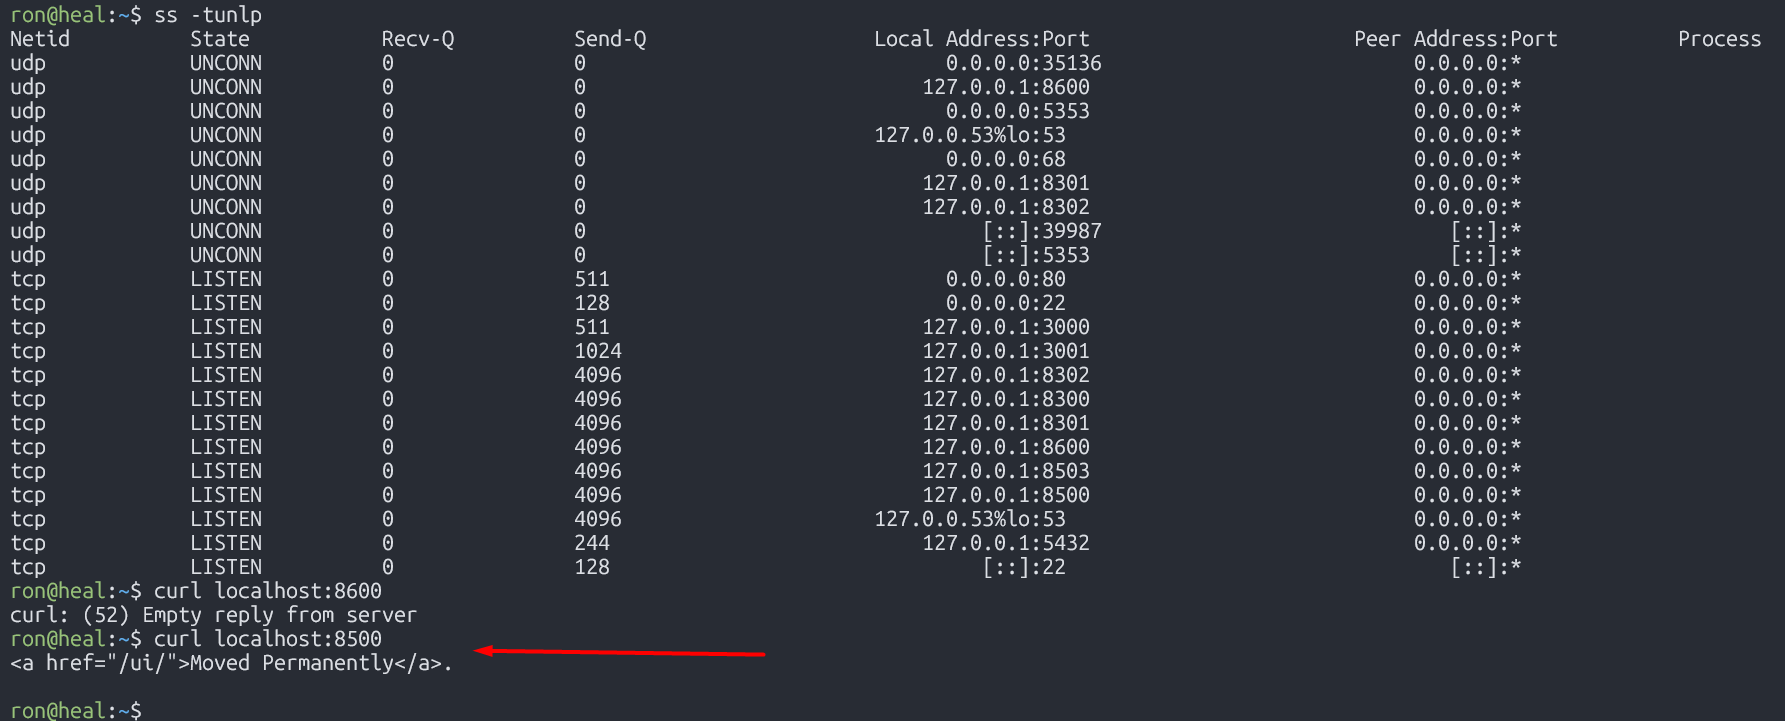 ron@heal:~$ ss -tunlp
Netid State Recv-Q Send-Q Local Address:Port Peer Address:Port Process
udp UNCONN 0 0 0.0.0.0:35136 0.0.0.0:*
udp UNCONN 0 0 127.0.0.1:8600 0.0.0.0:*
udp UNCONN 0 0 0.0.0.0:5353 0.0.0.0:*
udp UNCONN 0 0 127.0.0.53%lo:53 0.0.0.0:*
udp UNCONN 0 0 0.0.0.0:68 0.0.0.0:*
udp UNCONN 0 0 127.0.0.1:8301 0.0.0.0:*
udp UNCONN 0 0 127.0.0.1:8302 0.0.0.0:*
udp UNCONN 0 0 [::]:39987 [::]:*
udp UNCONN 0 0 [::]:5353 [::]:*
tcp LISTEN 0 511 0.0.0.0:80 0.0.0.0:*
tcp LISTEN 0 128 0.0.0.0:22 0.0.0.0:*
tcp LISTEN 0 511 127.0.0.1:3000 0.0.0.0:*
tcp LISTEN 0 1024 127.0.0.1:3001 0.0.0.0:*
tcp LISTEN 0 4096 127.0.0.1:8302 0.0.0.0:*
tcp LISTEN 0 4096 127.0.0.1:8300 0.0.0.0:*
tcp LISTEN 0 4096 127.0.0.1:8301 0.0.0.0:*
tcp LISTEN 0 4096 127.0.0.1:8600 0.0.0.0:*
tcp LISTEN 0 4096 127.0.0.1:8503 0.0.0.0:*
tcp LISTEN 0 4096 127.0.0.1:8500 0.0.0.0:*
tcp LISTEN 0 4096 127.0.0.53%lo:53 0.0.0.0:*
tcp LISTEN 0 244 127.0.0.1:5432 0.0.0.0:*
tcp LISTEN 0 128 [::]:22 [::]:*
ron@heal:~$ curl localhost:8600
curl: (52) Empty reply from server
ron@heal:~$ curl localhost:8500
<a href="/ui/">Moved Permanently</a>.
ron@heal:~$